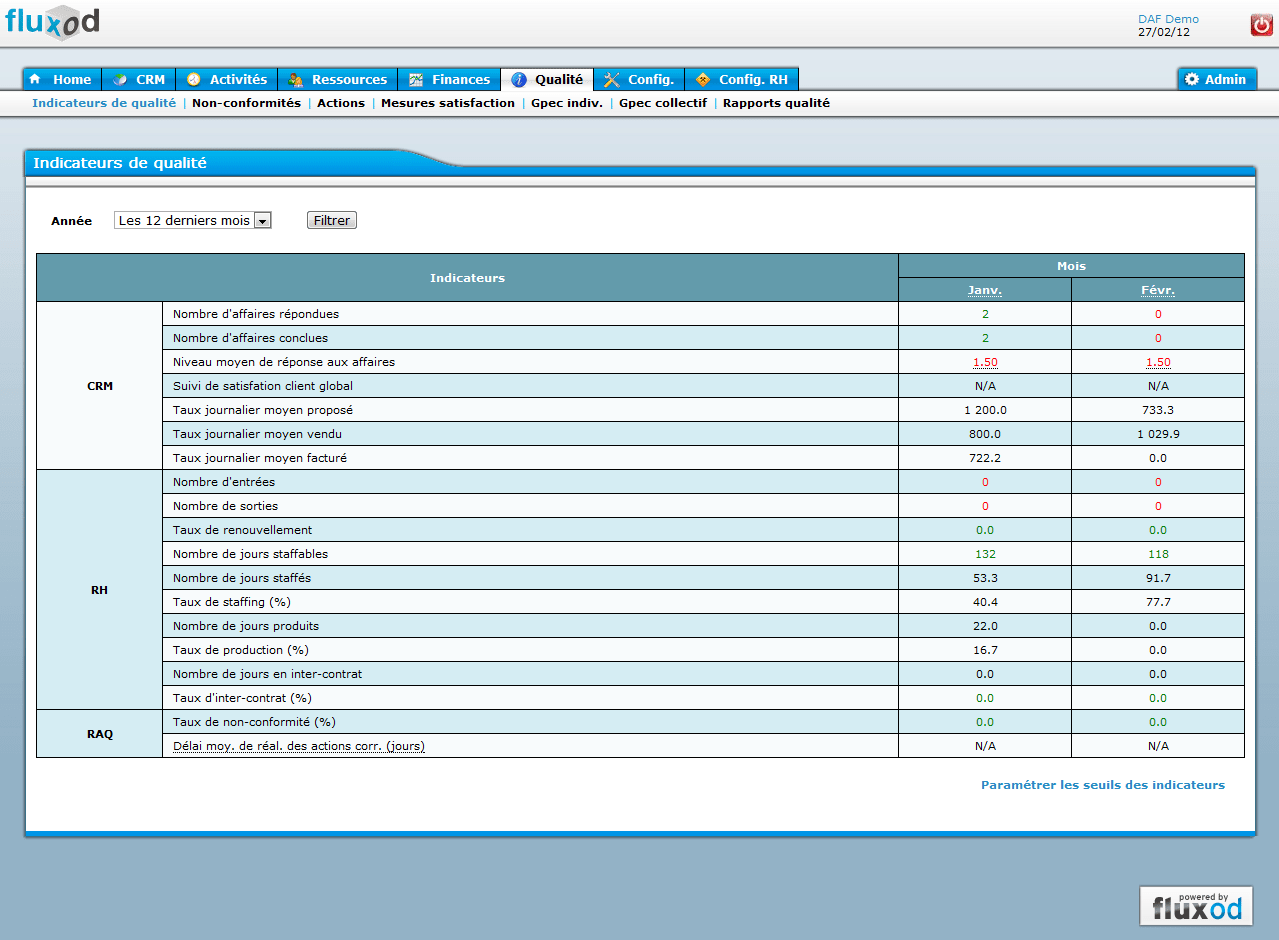 fluxod
DAF Demo
27/02/12
Home CRM Activités Ressources Finances Qualité Config. Config. RH Admin
Indicateurs de qualité | Non-conformités | Actions | Mesures satisfaction | Gpec indiv. | Gpec collectif | Rapports qualité
Indicateurs de qualité
Année Les 12 derniers mois Filtrer
Indicateurs Mois
Janv. Févr.
CRM
Nombre d'affaires répondues 2 0
Nombre d'affaires conclues 2 0
Niveau moyen de réponse aux affaires 1.50 1.50
Suivi de satisfation client global N/A N/A
Taux journalier moyen proposé 1 200.0 733.3
Taux journalier moyen vendu 800.0 1 029.9
Taux journalier moyen facturé 722.2 0.0
RH
Nombre d'entrées 0 0
Nombre de sorties 0 0
Taux de renouvellement 0.0 0.0
Nombre de jours staffables 132 118
Nombre de jours staffés 53.3 91.7
Taux de staffing (%) 40.4 77.7
Nombre de jours produits 22.0 0.0
Taux de production (%) 16.7 0.0
Nombre de jours en inter-contrat 0.0 0.0
Taux d'inter-contrat (%) 0.0 0.0
RAQ
Taux de non-conformité (%) 0.0 0.0
Délai moy. de réal. des actions corr. (jours) N/A N/A
Paramétrer les seuils des indicateurs
powered by
fluxod